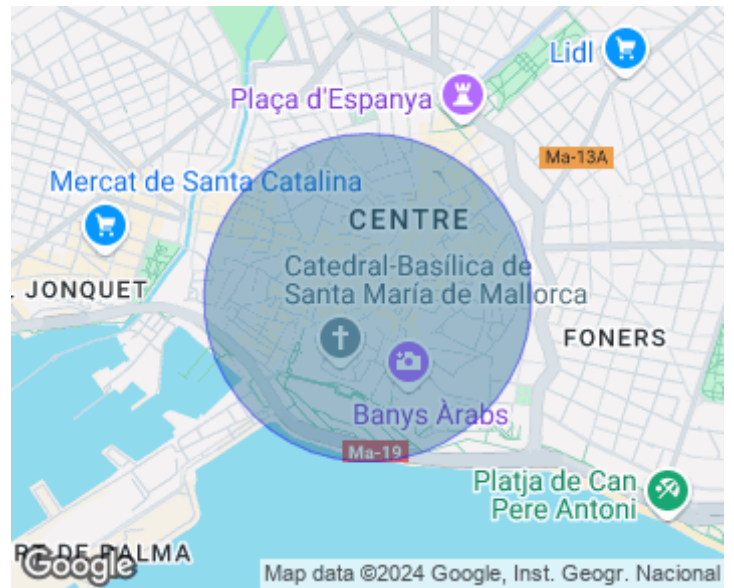 Lidl
Plaça d'Espanya
Ma-13A
Mercat de Santa Catalina
CENTRE
Catedral-Basílica de
Santa María de Mallorca
L JONQUET
FONERS
Banys Àrabs
Ma-19
Platja de Can
Pere Antoni
RT DE PALMA
Google
Map data ©2024 Google, Inst. Geogr. Nacional